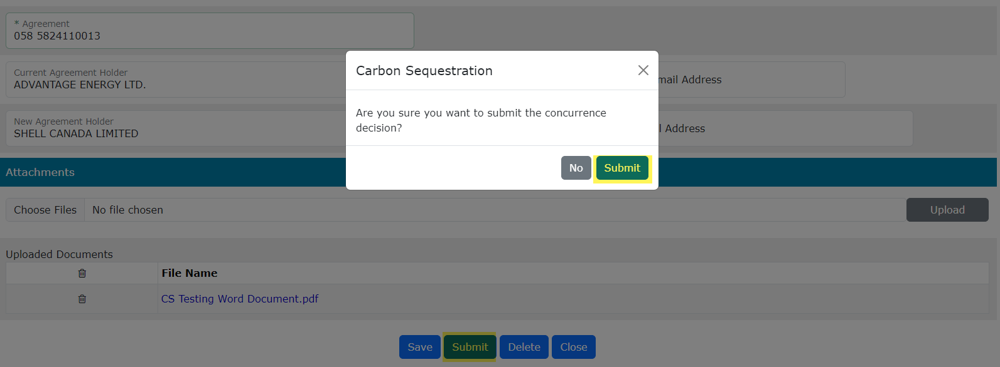 * Agreement
058 5824110013
Carbon Sequestration
Current Agreement Holder
ADVANTAGE ENERGY LTD.
mail Address
Are you sure you want to submit the concurrence
decision?
New Agreement Holder
SHELL CANADA LIMITED
l Address
No Submit
Attachments
Choose Files No file chosen Upload
Uploaded Documents
File Name
CS Testing Word Document.pdf
Save Submit Delete Close